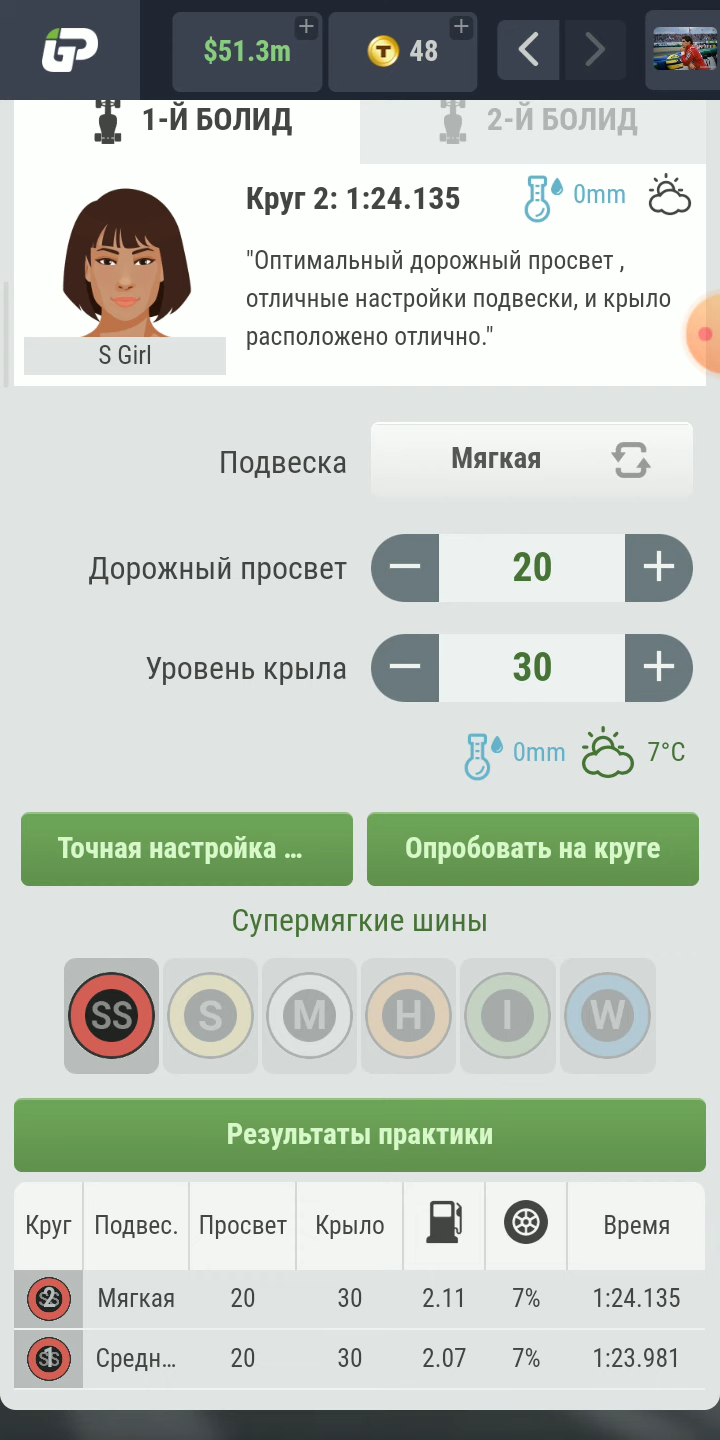 $51.3m
48
1-Й БОЛИД
2-Й БОЛИД
Круг 2: 1:24.135
0mm
"Оптимальный дорожный просвет ,
отличные настройки подвески, и крыло
расположено отлично."
S Girl
Подвеска
Мягкая
Дорожный просвет
20
Уровень крыла
30
0mm
7°C
Точная настройка ...
Опробовать на круге
Супермягкие шины
SS S M H I W
Результаты практики
Круг Подвес. Просвет Крыло Время
2 Мягкая 20 30 2.11 7% 1:24.135
1 Средн... 20 30 2.07 7% 1:23.981